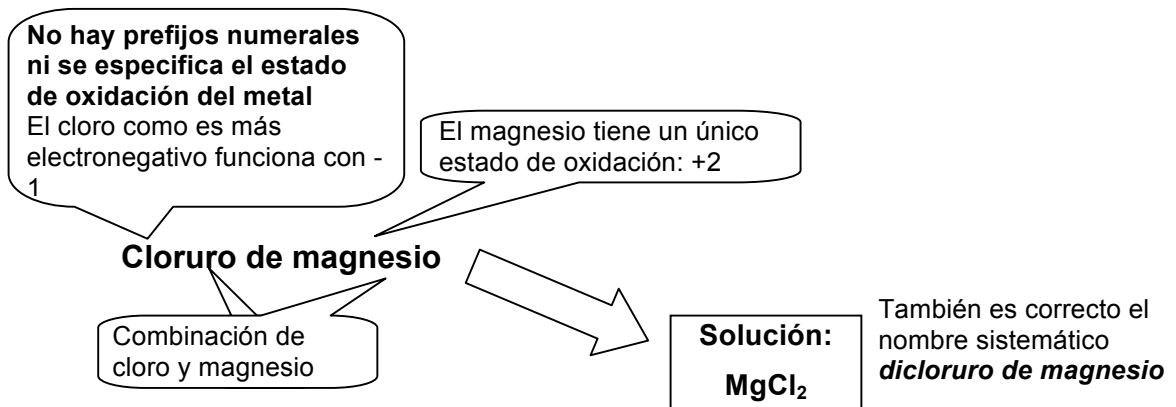 No hay prefijos numerales
ni se especifica el estado
de oxidación del metal
El cloro como es más
electronegativo funciona con -
1
El magnesio tiene un único
estado de oxidación: +2
Cloruro de magnesio
Combinación de
cloro y magnesio
Solución:
MgCl₂
También es correcto el
nombre sistemático
dicloruro de magnesio